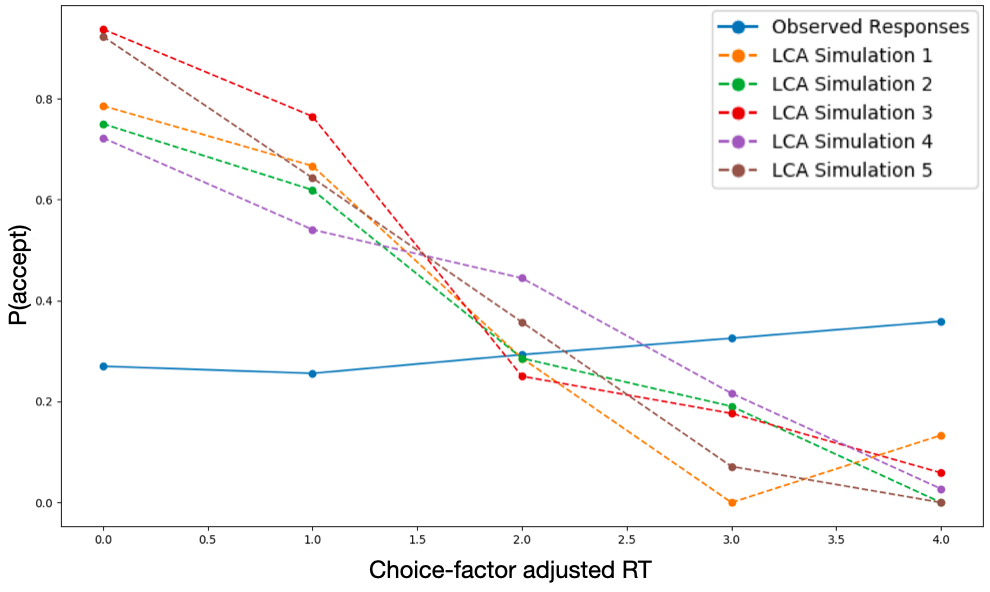 Observed Responses
LCA Simulation 1
LCA Simulation 2
LCA Simulation 3
LCA Simulation 4
LCA Simulation 5
P(accept)
0.8
0.6
0.4
0.2
0.0
0.0 0.5 1.0 1.5 2.0 2.5 3.0 3.5 4.0
Choice-factor adjusted RT